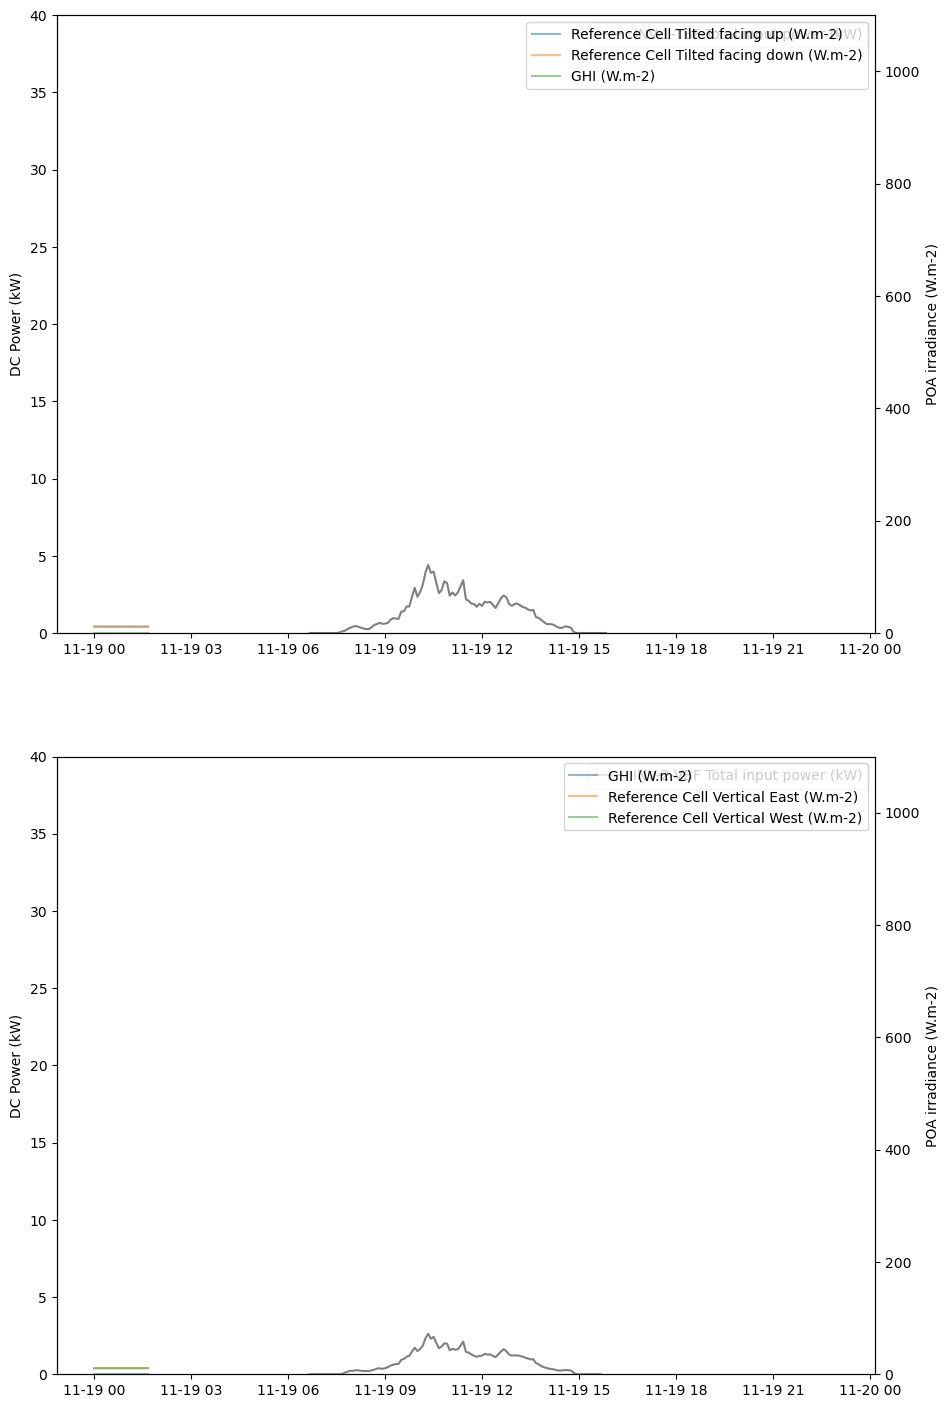 40
35
30
25
20
15
10
5
0
DC Power (kW)
Reference Cell Tilted facing up (W.m-2)
Reference Cell Tilted facing down (W.m-2)
GHI (W.m-2)
1000
800
600
400
200
0
POA irradiance (W.m-2)
11-19 00 11-19 03 11-19 06 11-19 09 11-19 12 11-19 15 11-19 18 11-19 21 11-20 00
40
35
30
25
20
15
10
5
0
DC Power (kW)
GHI (W.m-2)
Total input power (kW)
Reference Cell Vertical East (W.m-2)
Reference Cell Vertical West (W.m-2)
1000
800
600
400
200
0
POA irradiance (W.m-2)
11-19 00 11-19 03 11-19 06 11-19 09 11-19 12 11-19 15 11-19 18 11-19 21 11-20 00